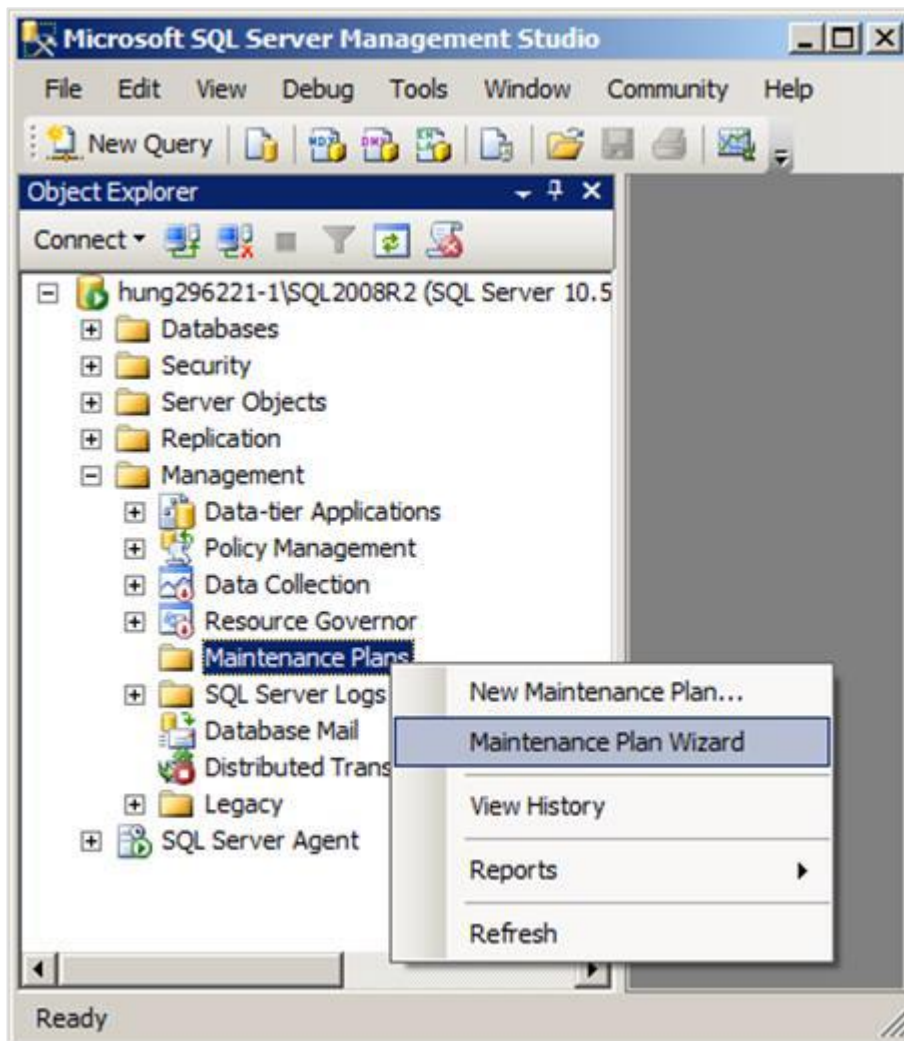 Microsoft SQL Server Management Studio
File Edit View Debug Tools Window Community Help
New Query
Object Explorer
Connect
hung296221-1\SQL2008R2 (SQL Server 10.5
Databases
Security
Server Objects
Replication
Management
Data-tier Applications
Policy Management
Data Collection
Resource Governor
Maintenance Plans
SQL Server Logs
Database Mail
Distributed Trans
Legacy
SQL Server Agent
New Maintenance Plan...
Maintenance Plan Wizard
View History
Reports
Refresh
Ready